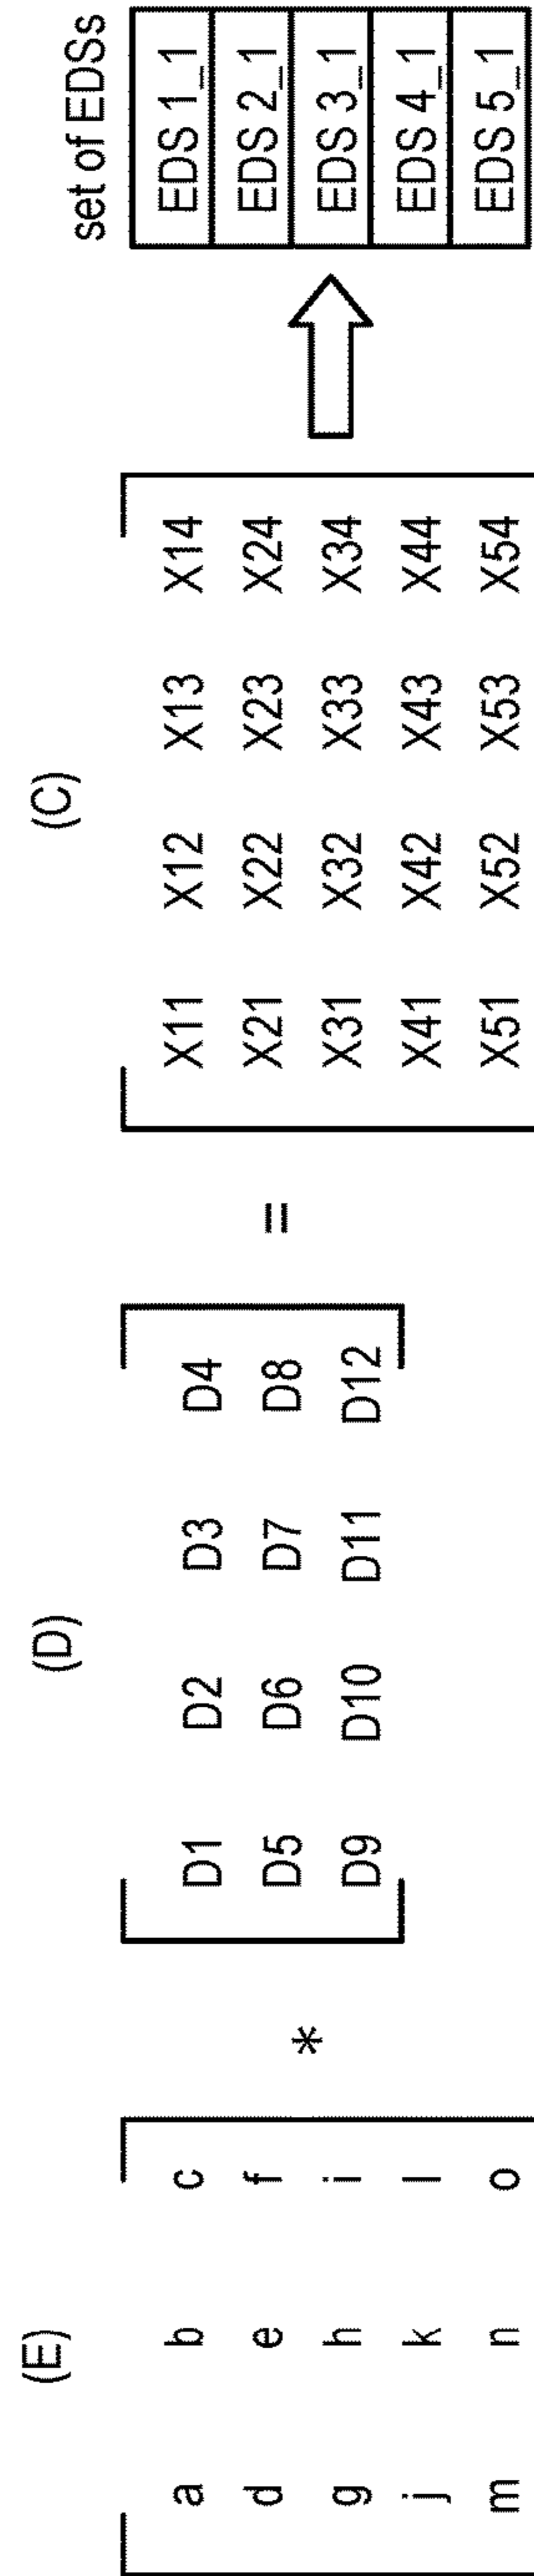 (E) (D) (C) set of EDSs
a b c D1 D2 D3 D4 X11 X12 X13 X14 EDS 1_1
d e f * D5 D6 D7 D8 = X21 X22 X23 X24 EDS 2_1
g h i D9 D10 D11 D12 X31 X32 X33 X34 EDS 3_1
j k l X41 X42 X43 X44 EDS 4_1
m n o X51 X52 X53 X54 EDS 5_1